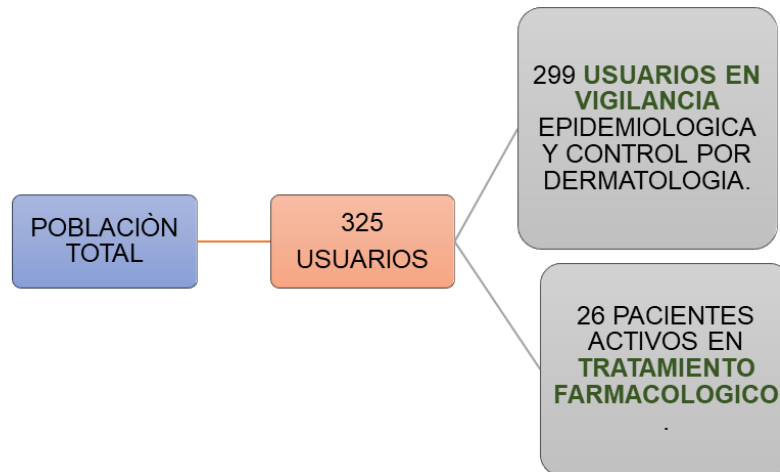 POBLACIÒN
TOTAL
325
USUARIOS
299 USUARIOS EN
VIGILANCIA
EPIDEMIOLOGICA
Y CONTROL POR
DERMATOLOGIA.
26 PACIENTES
ACTIVOS EN
TRATAMIENTO
FARMACOLOGICO
.